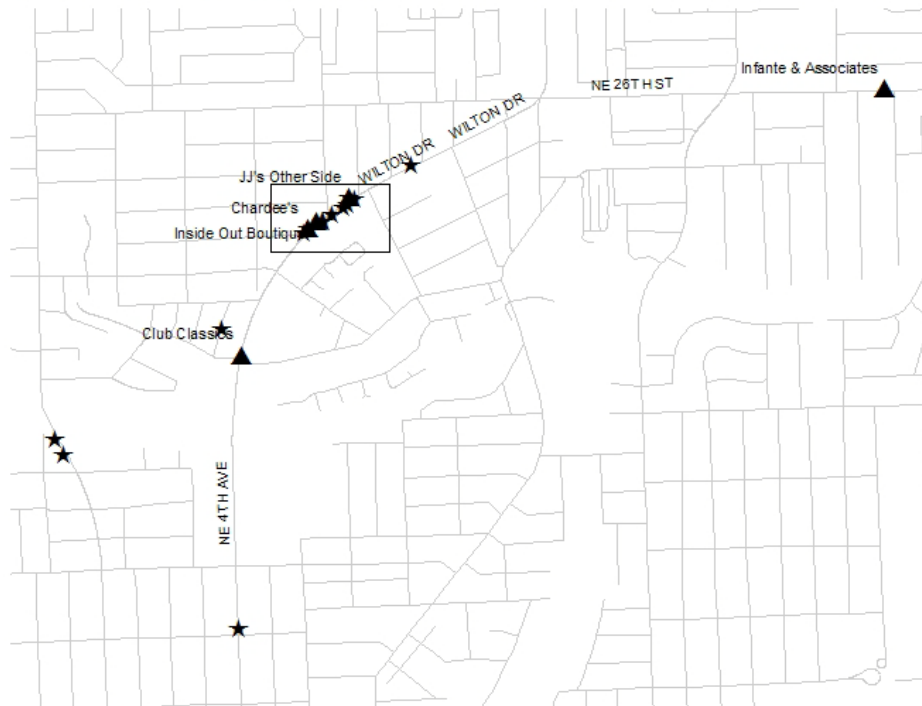 Infante & Associates
NE 26TH ST
WILTON DR
WILTON DR
JJ's Other Side
Chardee's
Inside Out Boutique
Club Classics
NE 4TH AVE